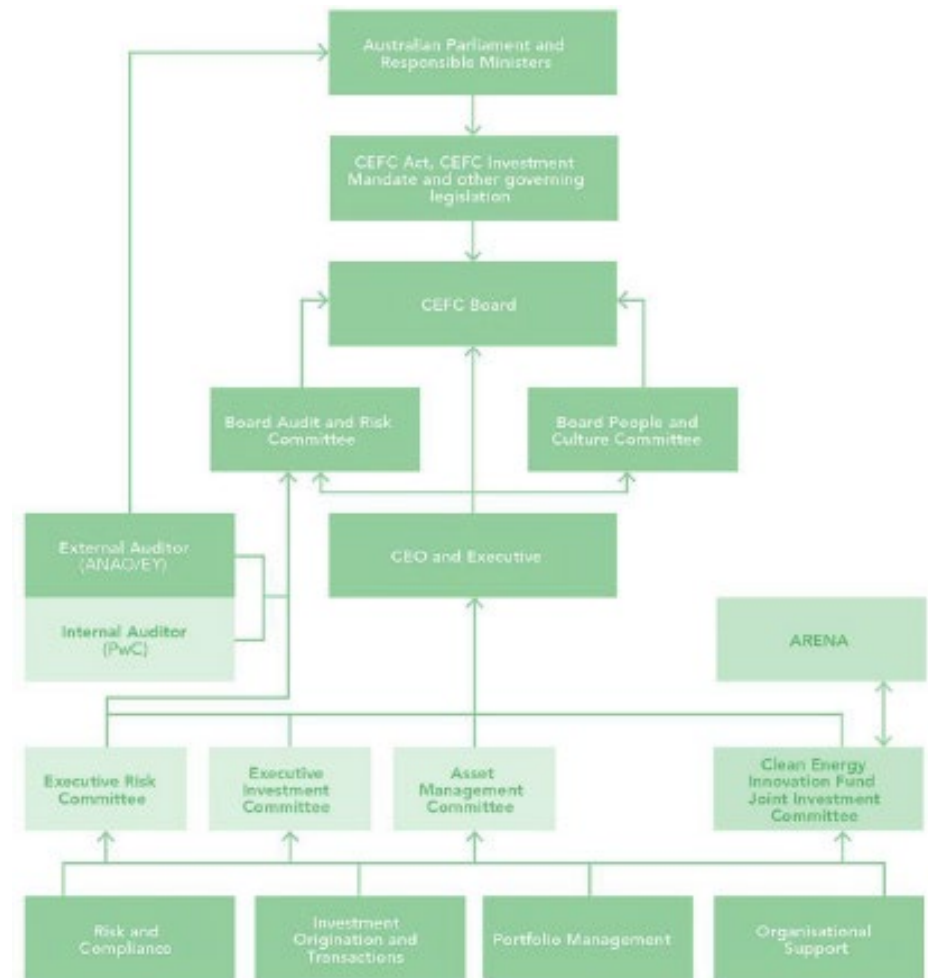 Australian Parliament and
Responsible Ministers
CEFC Act, CEFC Investment
Mandate and other governing
legislation
CEFC Board
Board Audit and Risk
Committee
Board People and
Culture Committee
External Auditor
(ANAO/EY)
CEO and Executive
Internal Auditor
(PwC)
ARENA
Executive Risk
Committee
Executive
Investment
Committee
Asset
Management
Committee
Clean Energy
Innovation Fund
Joint Investment
Committee
Risk and
Compliance
Investment
Origination and
Transactions
Portfolio Management
Organisational
Support